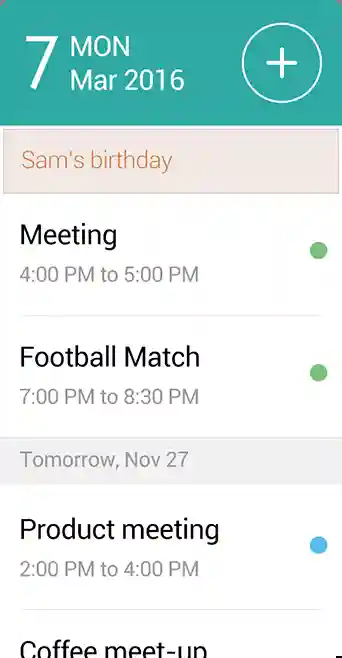 7
MON
Mar 2016
Sam's birthday
Meeting
4:00 PM to 5:00 PM
Football Match
7:00 PM to 8:30 PM
Tomorrow, Nov 27
Product meeting
2:00 PM to 4:00 PM
Coffee meet-up